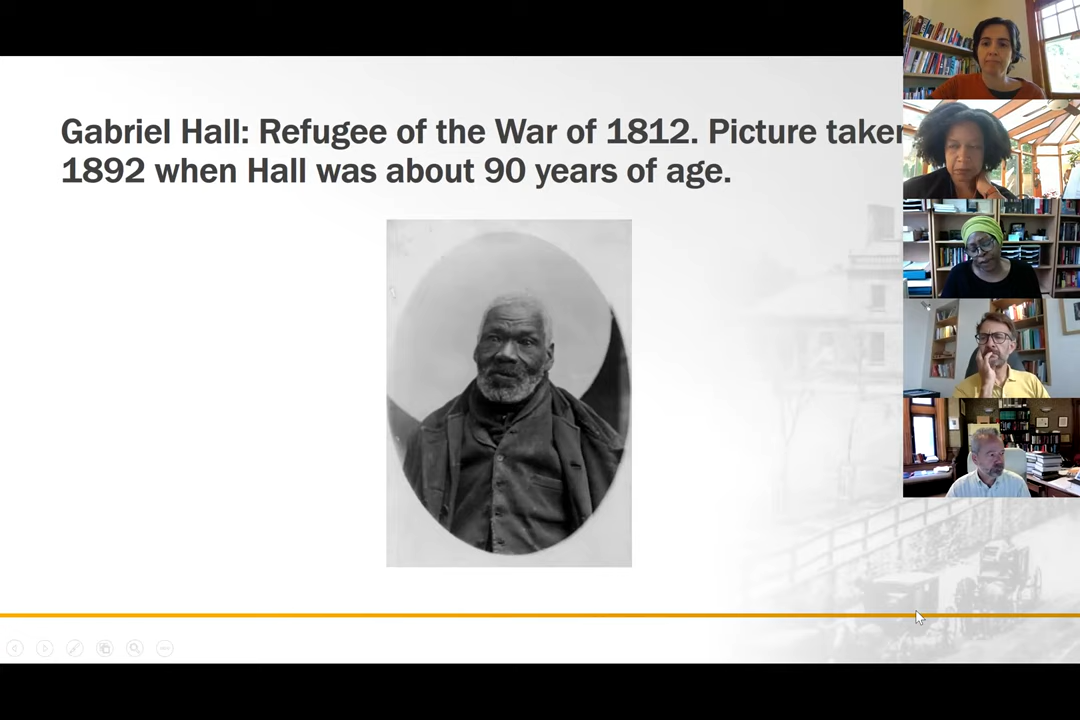 Gabriel Hall: Refugee of the War of 1812. Picture taken
1892 when Hall was about 90 years of age.